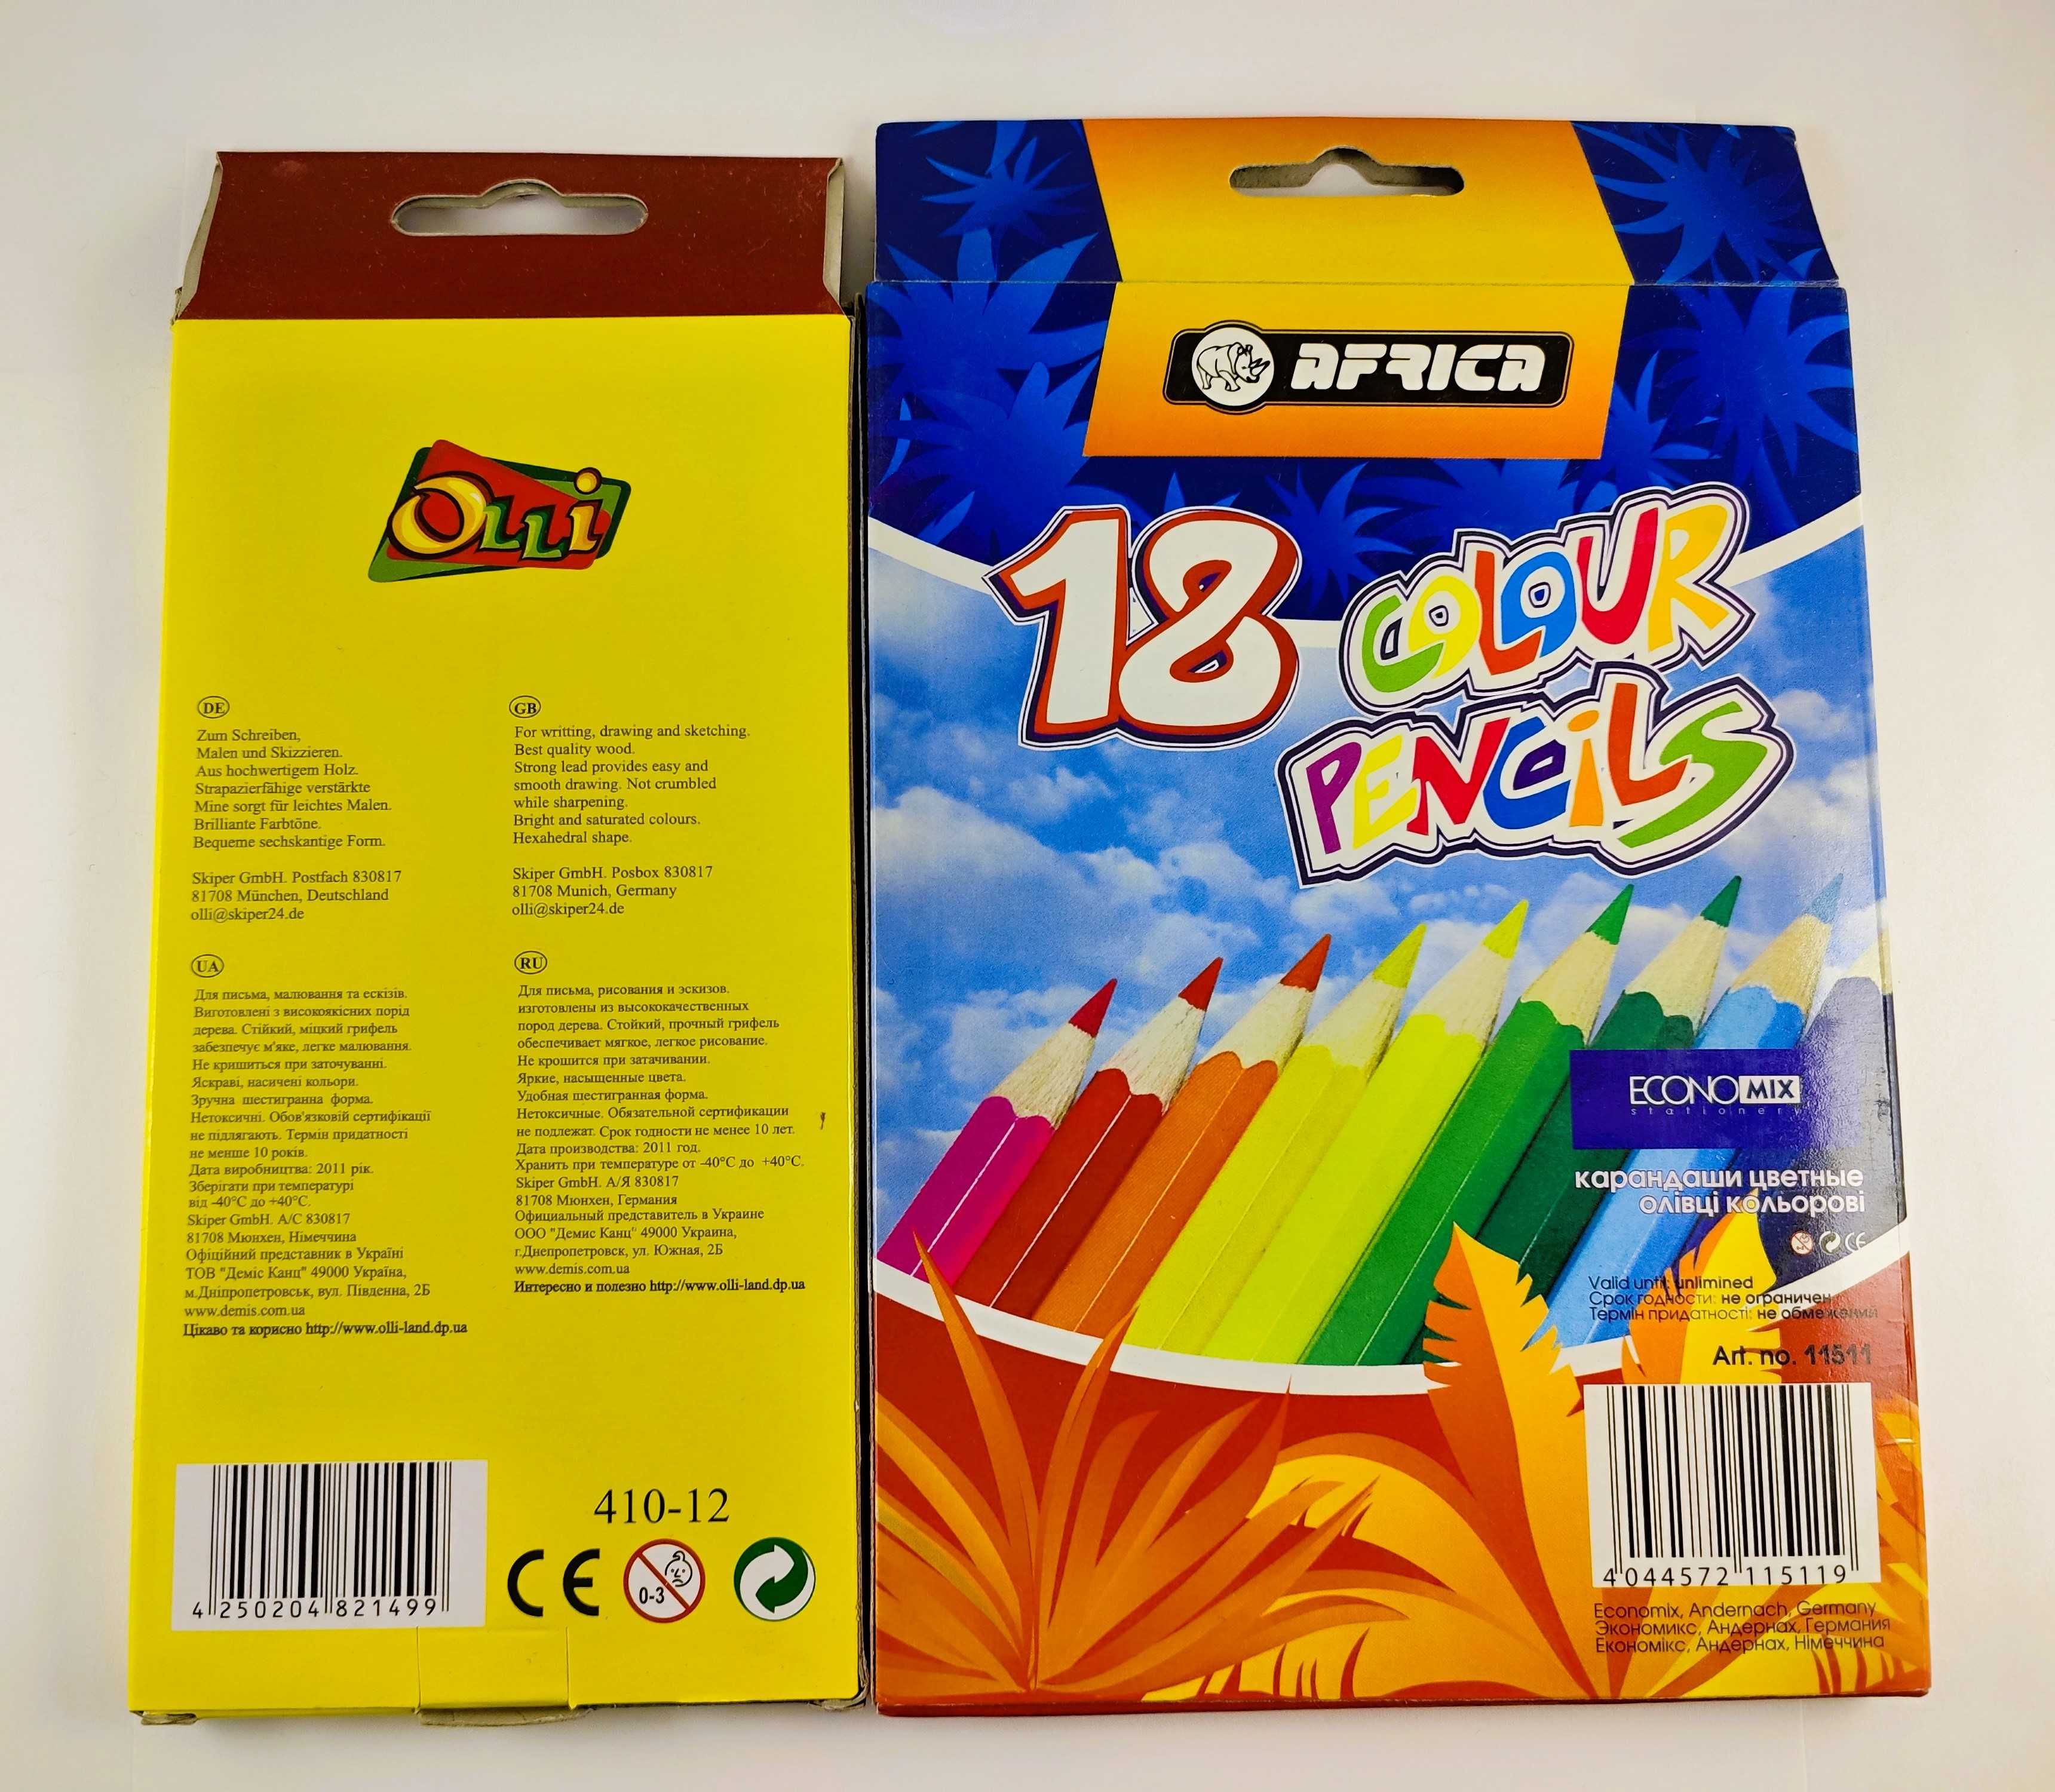 OLLi
DE
Zum Schreiben,
Malen und Skizzieren.
Aus hochwertigem Holz.
Strapazierfähige verstärkte
Mine sorgt für leichtes Malen.
Brilliante Farbtöne.
Bequeme sechskantige Form.
Skiper GmbH. Postfach 830817
81708 München, Deutschland
olli@skiper24.de
GB
For writting, drawing and sketching.
Best quality wood.
Strong lead provides easy and
smooth drawing. Not crumbled
while sharpening.
Bright and saturated colours.
Hexahedral shape.
Skiper GmbH. Posbox 830817
81708 Munich, Germany
olli@skiper24.de
UA
Для письма, малювання та ескізів.
Виготовлені з високоякісних порід
дерева. Стійкий, міцкий грифель
забезпечує м'яке, легке малювання.
Не кришиться при заточуванні.
Яскраві, насичені кольори.
Зручна шестигранна форма.
Нетоксичні. Обов'язковій сертифікації
не підлягають. Термін придатності
не менше 10 років.
Дата виробництва: 2011 рік.
Зберігати при температурі
від -40°C до +40°C.
Skiper GmbH. А/С 830817
81708 Мюнхен, Німеччина
Офіційний представник в Україні
ТОВ "Деміс Канц" 49000 Україна,
м.Дніпропетровськ, вул. Південна, 2Б
www.demis.com.ua
Цікаво та корисно http://www.olli-land.dp.ua
RU
Для письма, рисования и эскизов.
изготовлены из высококачественных
пород дерева. Стойкий, прочный грифель
обеспечивает мягкое, легкое рисование.
Не крошится при затачивании.
Яркие, насыщенные цвета.
Удобная шестигранная форма.
Нетоксичные. Обязательной сертификации
не подлежат. Срок годности не менее 10 лет.
Дата производства: 2011 год.
Хранить при температуре от -40°C до +40°C.
Skiper GmbH. А/Я 830817
81708 Мюнхен, Германия
Официальный представитель в Украине
ООО "Демис Канц" 49000 Украина,
г.Днепропетровск, ул. Южная, 2Б
www.demis.com.ua
Интересно и полезно http://www.olli-land.dp.ua
4 250204 821499
410-12
CE
0-3
AFRICA
18 COLOUR
PENCILS
ECONOMIX
stationery
карандаши цветные
олівці кольорові
CE
Valid until: unlimined
Срок годности: не ограничен
Термін придатності: не обмежений
Art. no. 11511
4 044572 115119
Economix, Andernach, Germany
Экономикс, Андернах, Германия
Економікс, Андернах, Німеччина